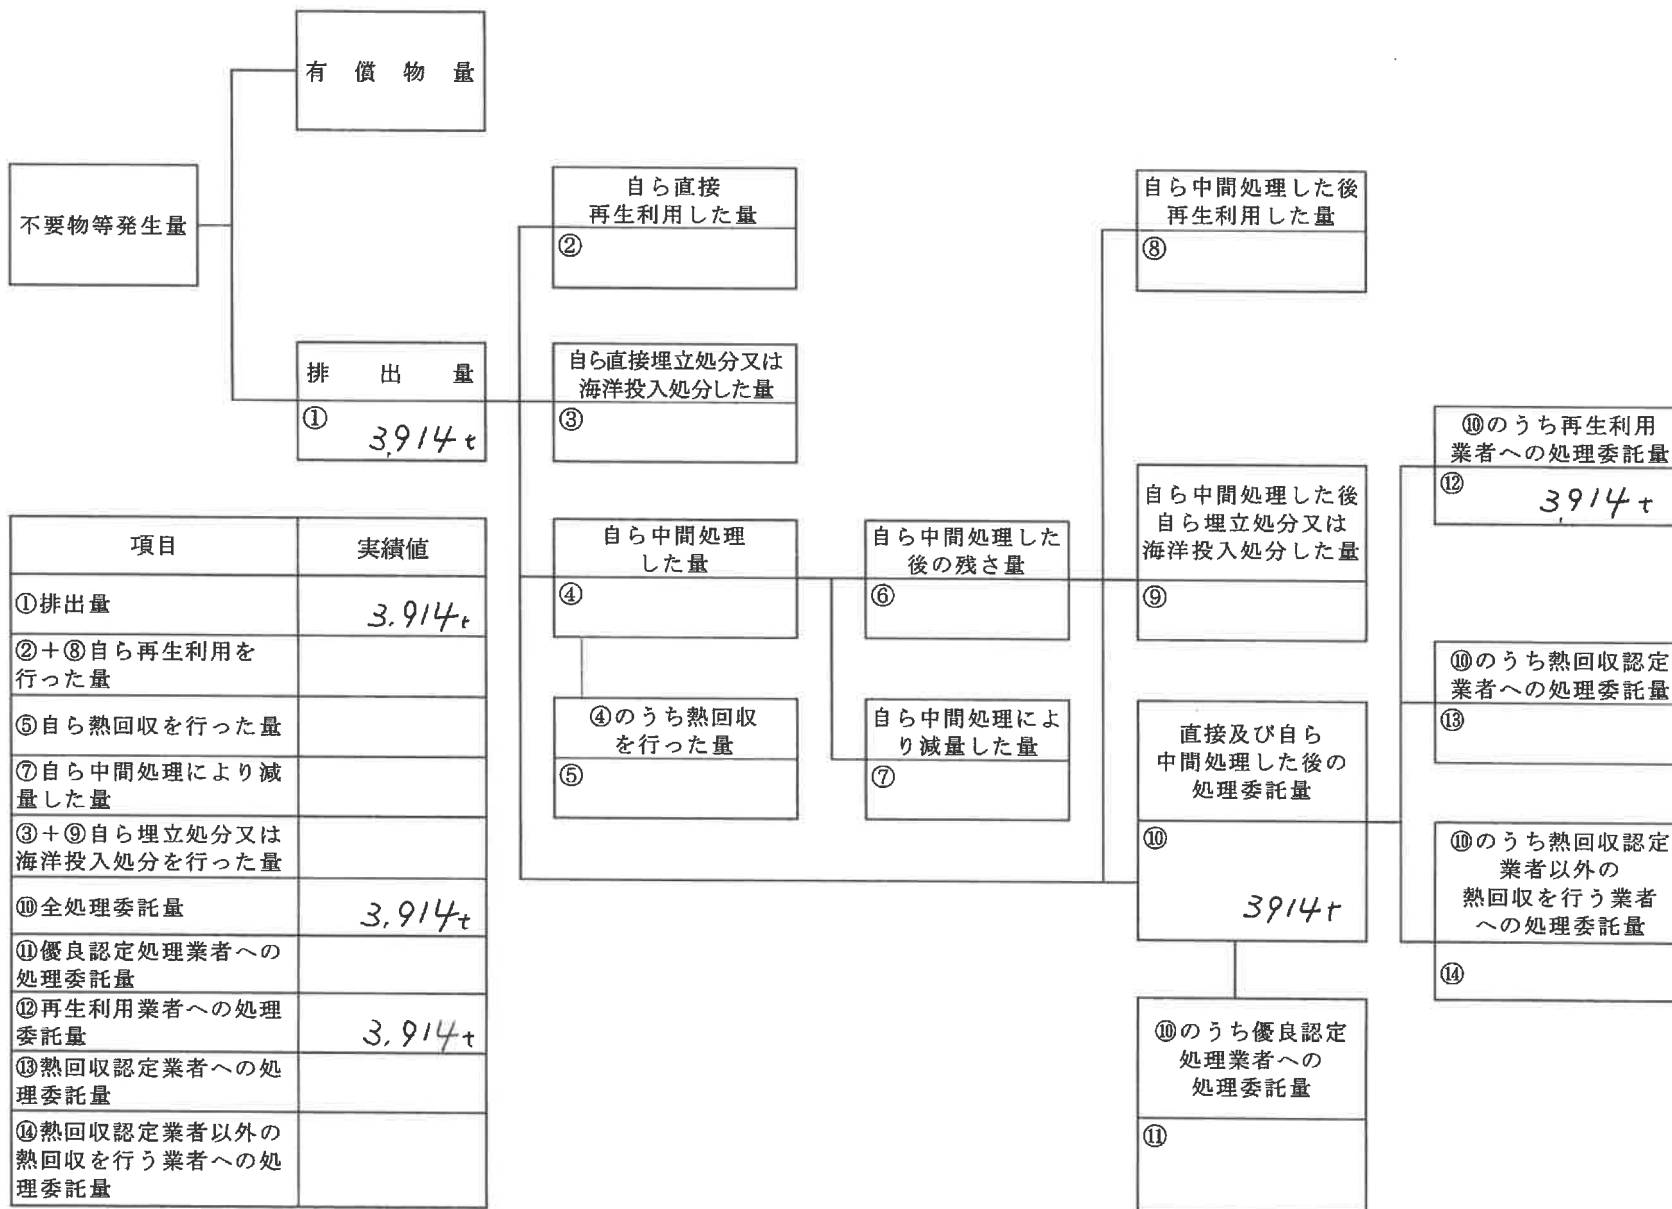 有償物量
不要物等発生量
排出量
①
3,914t
自ら直接
再生利用した量
②
自ら直接埋立処分又は
海洋投入処分した量
③
自ら中間処理
した量
④
④のうち熱回収
を行った量
⑤
自ら中間処理した
後の残さ量
⑥
自ら中間処理によ
り減量した量
⑦
自ら中間処理した後
再生利用した量
⑧
自ら中間処理した後
自ら埋立処分又は
海洋投入処分した量
⑨
直接及び自ら
中間処理した後の
処理委託量
⑩
3914t
⑩のうち優良認定
処理業者への
処理委託量
⑪
⑩のうち再生利用
業者への処理委託量
⑫
3,914t
⑩のうち熱回収認定
業者への処理委託量
⑬
⑩のうち熱回収認定
業者以外の
熱回収を行う業者
への処理委託量
⑭
項目 実績値
①排出量 3.914t
②+⑧自ら再生利用を
行った量
⑤自ら熱回収を行った量
⑦自ら中間処理により減
量した量
③+⑨自ら埋立処分又は
海洋投入処分を行った量
⑩全処理委託量 3,914t
⑪優良認定処理業者への
処理委託量
⑫再生利用業者への処理
委託量 3,914t
⑬熱回収認定業者への処
理委託量
⑭熱回収認定業者以外の
熱回収を行う業者への処
理委託量